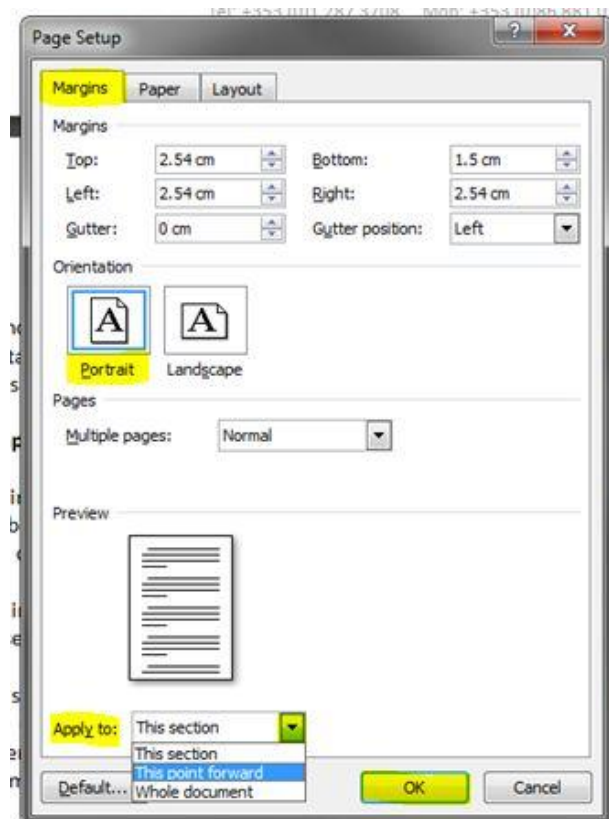 Page Setup
Margins Paper Layout
Margins
Top: 2.54 cm Bottom: 1.5 cm
Left: 2.54 cm Right: 2.54 cm
Gutter: 0 cm Gutter position: Left
Orientation
A A
Portrait Landscape
Pages
Multiple pages: Normal
Preview
Apply to: This section
This section
This point forward
Whole document
Default... OK Cancel